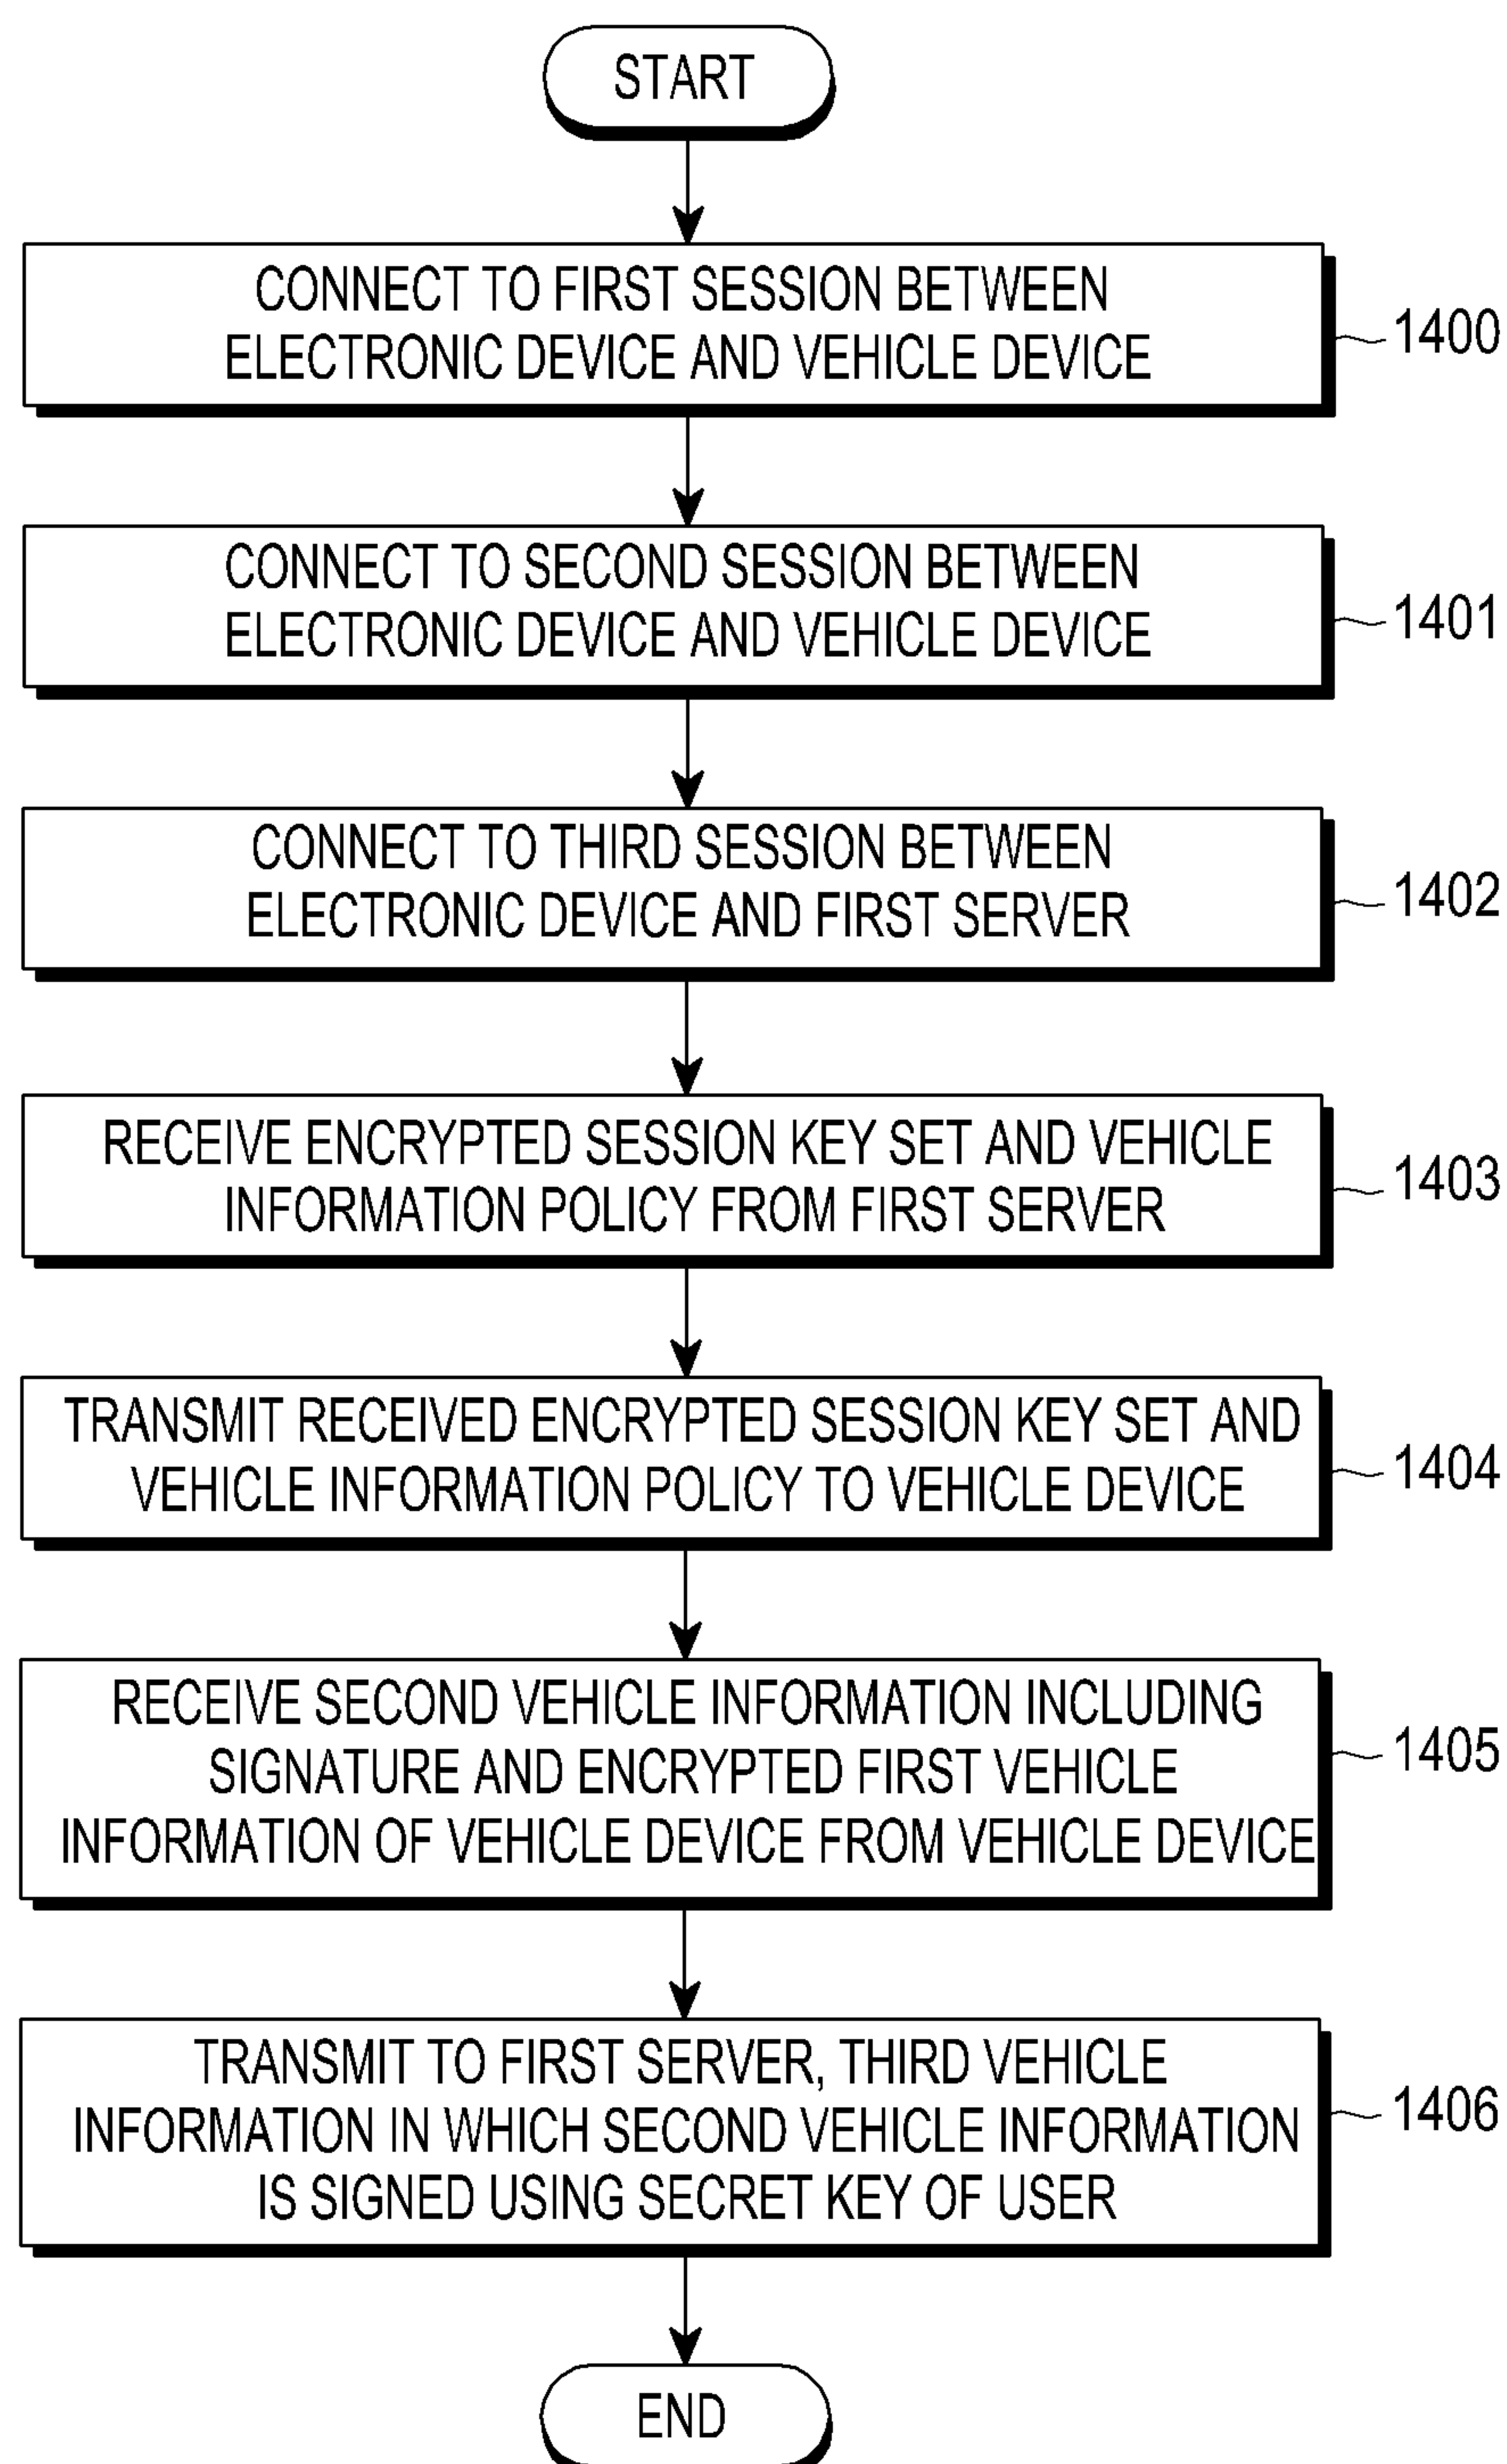 START
CONNECT TO FIRST SESSION BETWEEN
ELECTRONIC DEVICE AND VEHICLE DEVICE
1400
CONNECT TO SECOND SESSION BETWEEN
ELECTRONIC DEVICE AND VEHICLE DEVICE
1401
CONNECT TO THIRD SESSION BETWEEN
ELECTRONIC DEVICE AND FIRST SERVER
1402
RECEIVE ENCRYPTED SESSION KEY SET AND VEHICLE
INFORMATION POLICY FROM FIRST SERVER
1403
TRANSMIT RECEIVED ENCRYPTED SESSION KEY SET AND
VEHICLE INFORMATION POLICY TO VEHICLE DEVICE
1404
RECEIVE SECOND VEHICLE INFORMATION INCLUDING
SIGNATURE AND ENCRYPTED FIRST VEHICLE
INFORMATION OF VEHICLE DEVICE FROM VEHICLE DEVICE
1405
TRANSMIT TO FIRST SERVER, THIRD VEHICLE
INFORMATION IN WHICH SECOND VEHICLE INFORMATION
IS SIGNED USING SECRET KEY OF USER
1406
END